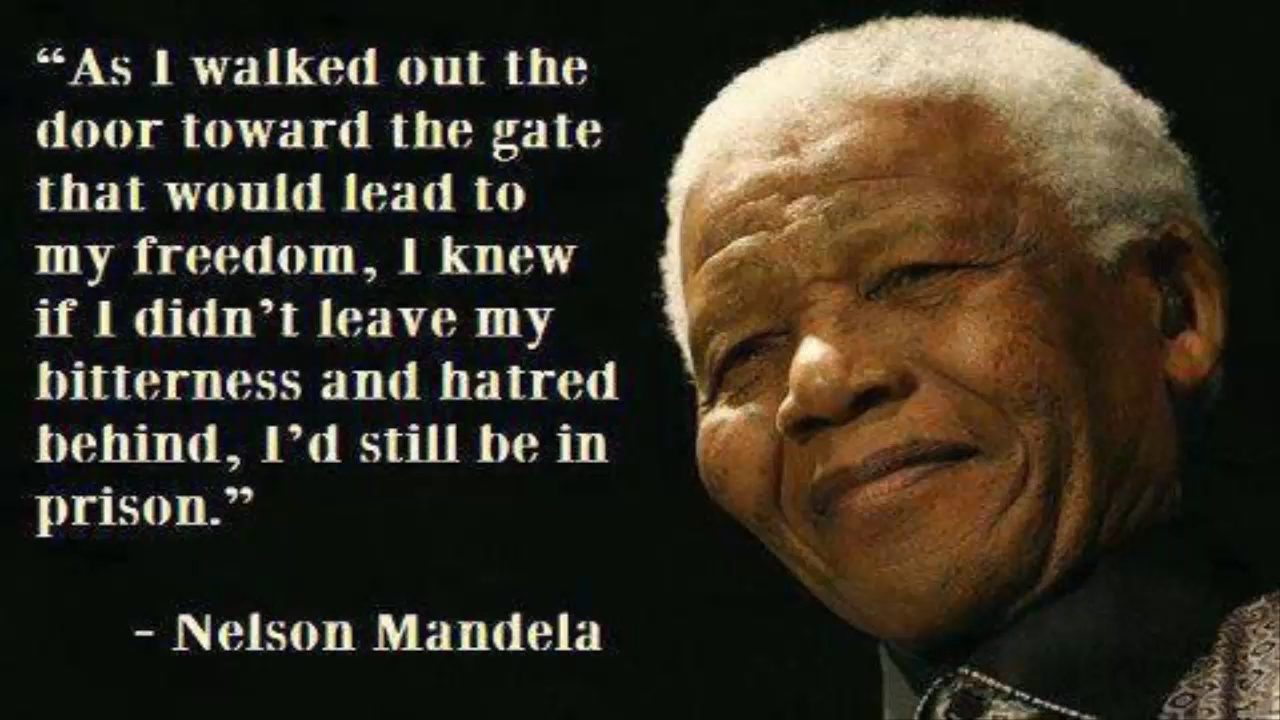 “As I walked out the
door toward the gate
that would lead to
my freedom, I knew
if I didn’t leave my
bitterness and hatred
behind, I’d still be in
prison.”
- Nelson Mandela